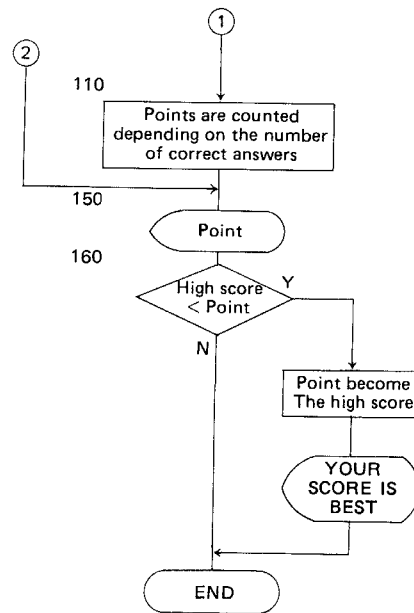 1
2
110
Points are counted
depending on the number
of correct answers
150
Point
160
High score
< Point
Y
N
Point become
The high score
YOUR
SCORE IS
BEST
END